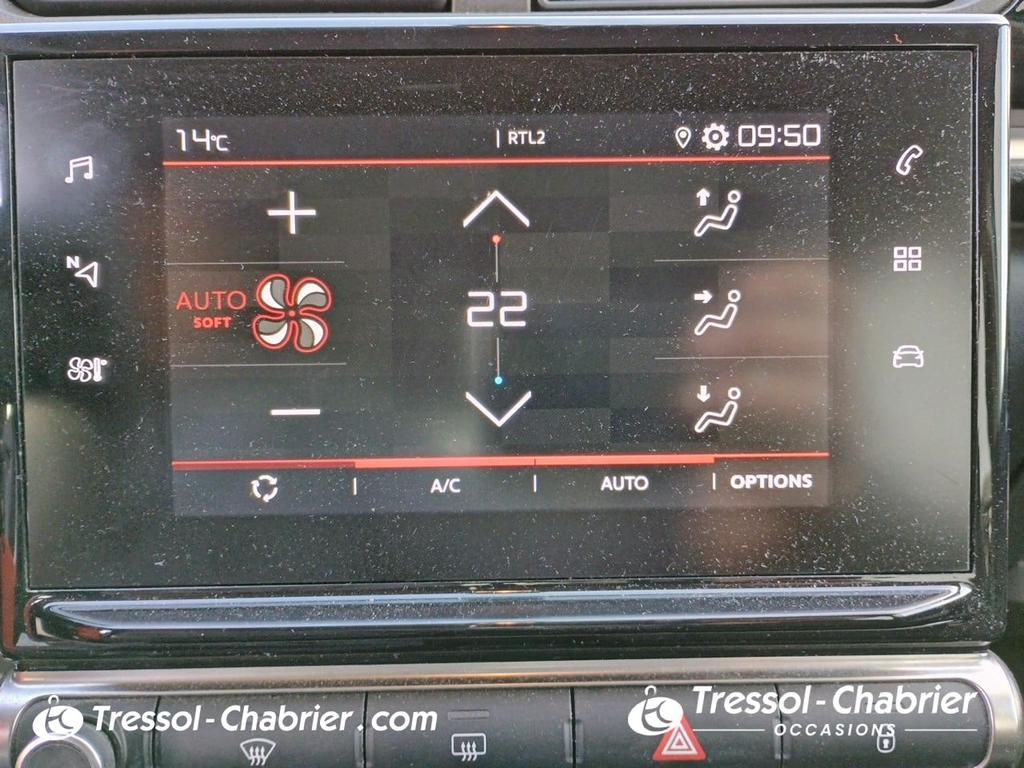 14°C | RTL2 09:50
N
AUTO
SOFT
22
| A/C | AUTO | OPTIONS
Tressol-Chabrier.com
Tressol-Chabrier
OCCASIONS